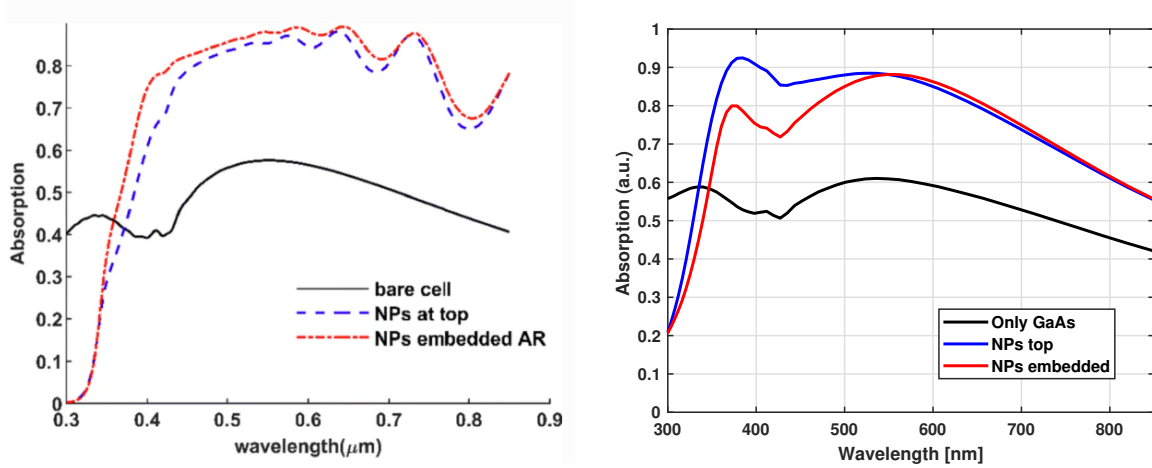 Absorption
0.8
0.7
0.6
0.5
0.4
0.3
0.2
0.1
0
0.3 0.4 0.5 0.6 0.7 0.8 0.9
wavelength(μm)
bare cell
NPs at top
NPs embedded AR
Absorption (a.u.)
1
0.9
0.8
0.7
0.6
0.5
0.4
0.3
0.2
0.1
0
300 400 500 600 700 800
Wavelength [nm]
Only GaAs
NPs top
NPs embedded